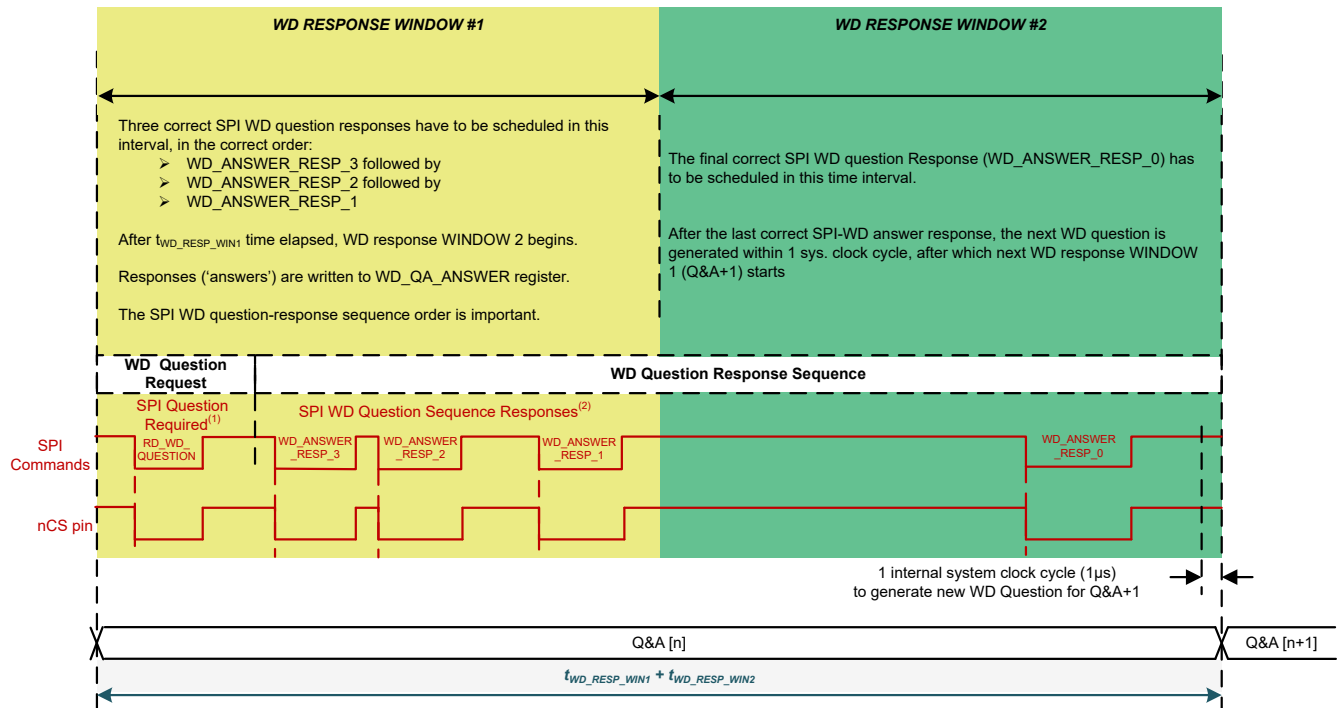 WD RESPONSE WINDOW #1
WD RESPONSE WINDOW #2
Three correct SPI WD question responses have to be scheduled in this
interval, in the correct order:
➢ WD_ANSWER_RESP_3 followed by
➢ WD_ANSWER_RESP_2 followed by
➢ WD_ANSWER_RESP_1
After tWD_RESP_WIN1 time elapsed, WD response WINDOW 2 begins.
Responses (‘answers’) are written to WD_QA_ANSWER register.
The SPI WD question-response sequence order is important.
The final correct SPI WD question Response (WD_ANSWER_RESP_0) has
to be scheduled in this time interval.
After the last correct SPI-WD answer response, the next WD question is
generated within 1 sys. clock cycle, after which next WD response WINDOW
1 (Q&A+1) starts
WD Question
Request
WD Question Response Sequence
SPI Question
Required(1)
SPI WD Question Sequence Responses(2)
SPI
Commands
RD_WD_
QUESTION
WD_ANSWER
_RESP_3
WD_ANSWER
_RESP_2
WD_ANSWER
_RESP_1
WD_ANSWER
_RESP_0
nCS pin
1 internal system clock cycle (1µs)
to generate new WD Question for Q&A+1
Q&A [n]
Q&A [n+1]
tWD_RESP_WIN1 + tWD_RESP_WIN2